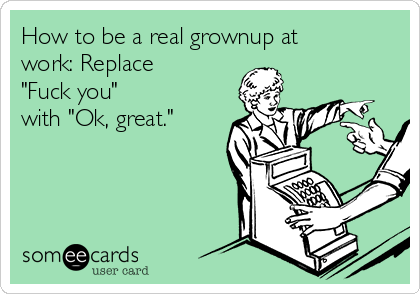 How to be a real grownup at
work: Replace
"Fuck you"
with "Ok, great."
someecards
user card